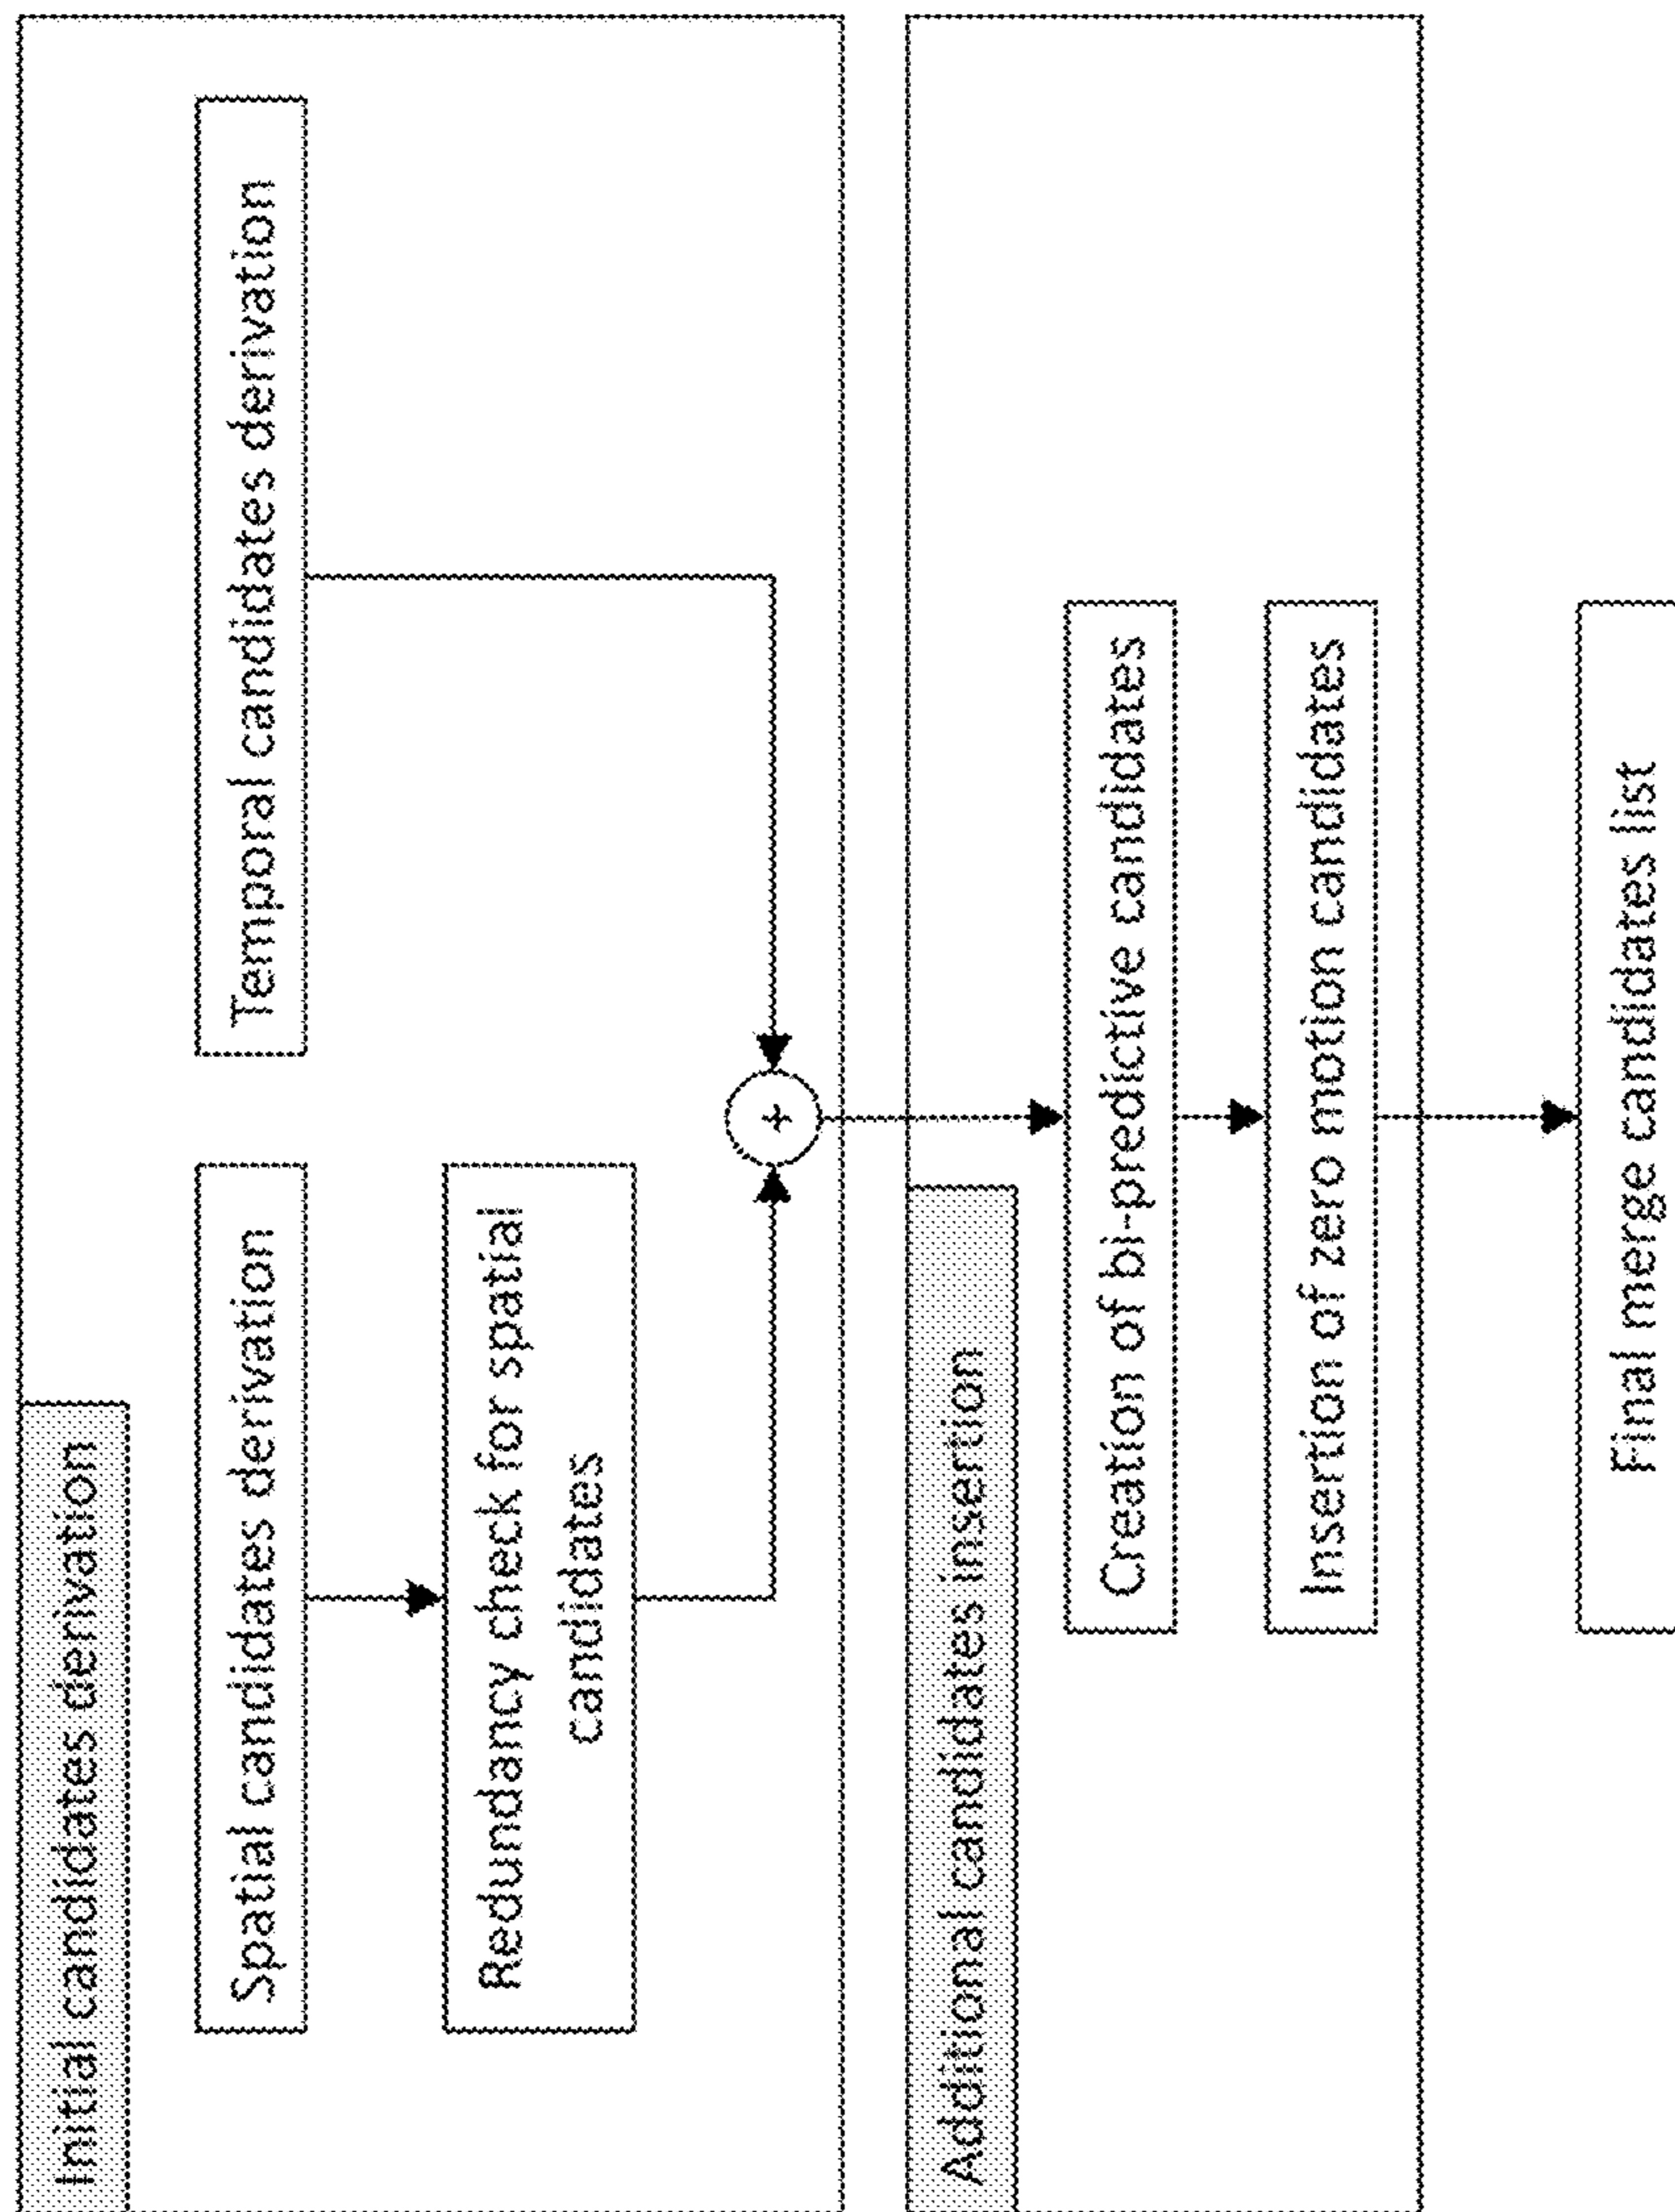 Initial candidates derivation
Spatial candidates derivation
Temporal candidates derivation
Redundancy check for spatial
candidates
+
Additional candidates insertion
Creation of bi-predictive candidates
Insertion of zero motion candidates
Final merge candidates list